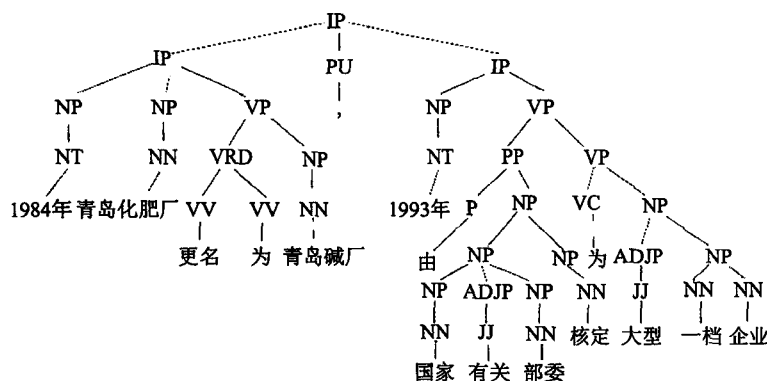 IP
IP PU IP
NP NP VP , NP VP
NT NN VRD NP NT PP VP
1984年 青岛化肥厂 VV VV NN 1993年 P NP VC NP
更名 为 青岛碱厂 由 NP NP 为 ADJP NP
NP ADJP NP NN JJ NN NN
NN JJ NN 核定 大型 一档 企业
国家 有关 部委